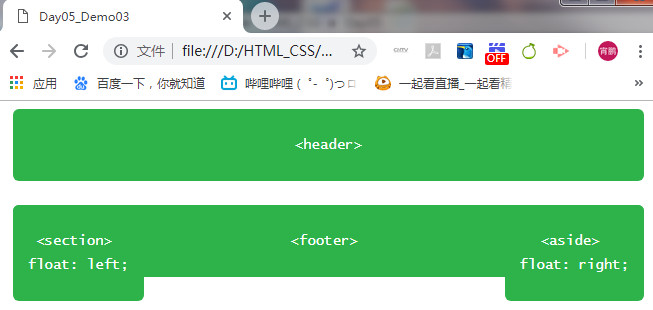 Day05_Demo03
文件 file:///D:/HTML_CSS/...
OFF
宵鹏
应用 百度一下，你就知道 哔哩哔哩 ( ゜- ゜)つロ 一起看直播_一起看精
<header>
<section>
float: left;
<footer>
<aside>
float: right;